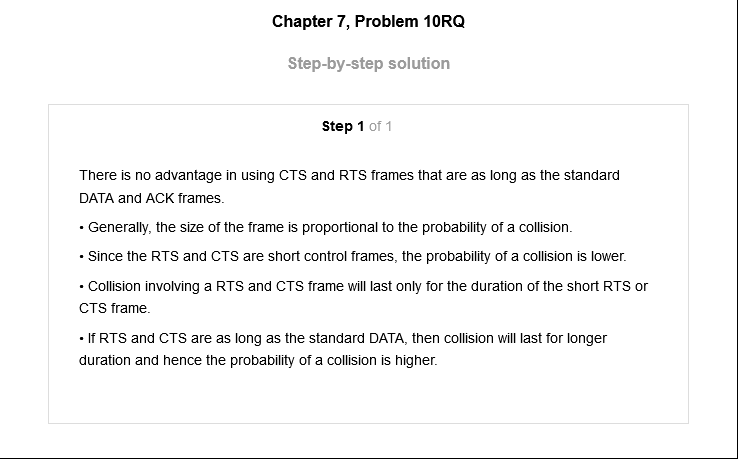 Chapter 7, Problem 10RQ
Step-by-step solution
Step 1 of 1
There is no advantage in using CTS and RTS frames that are as long as the standard
DATA and ACK frames.
• Generally, the size of the frame is proportional to the probability of a collision.
• Since the RTS and CTS are short control frames, the probability of a collision is lower.
• Collision involving a RTS and CTS frame will last only for the duration of the short RTS or
CTS frame.
• If RTS and CTS are as long as the standard DATA, then collision will last for longer
duration and hence the probability of a collision is higher.